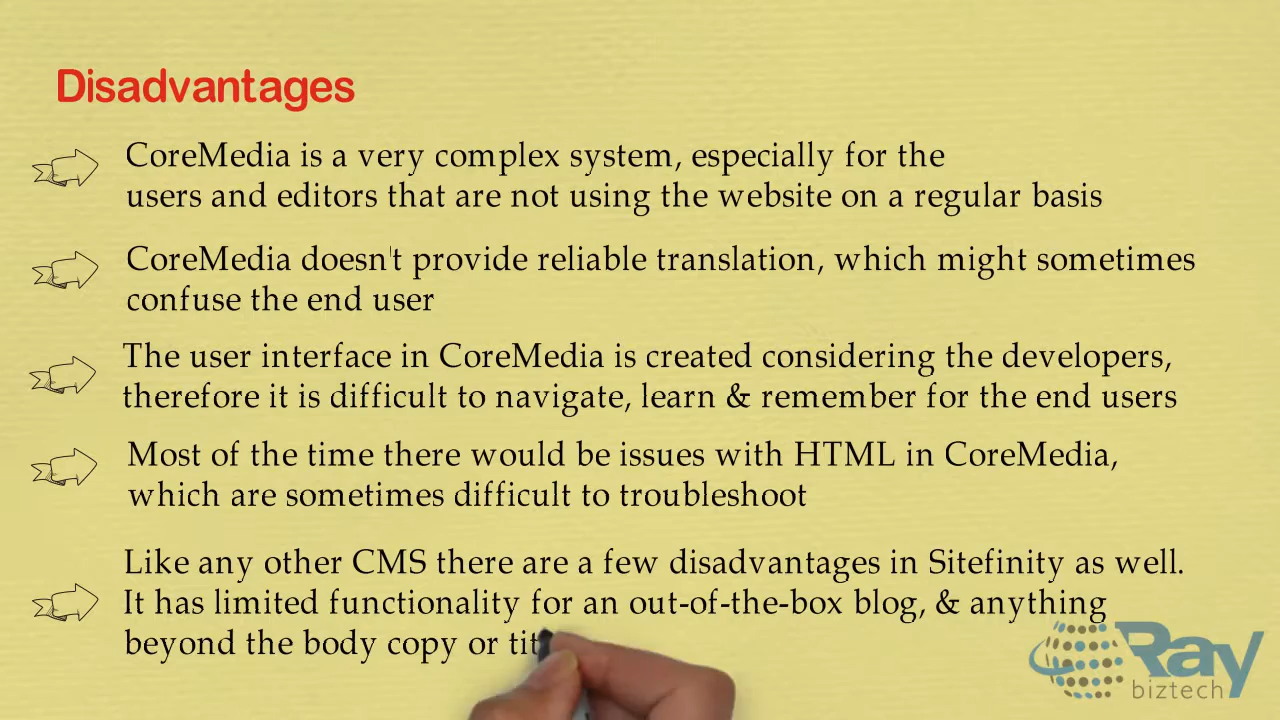 Disadvantages
CoreMedia is a very complex system, especially for the
users and editors that are not using the website on a regular basis
CoreMedia doesn't provide reliable translation, which might sometimes
confuse the end user
The user interface in CoreMedia is created considering the developers,
therefore it is difficult to navigate, learn & remember for the end users
Most of the time there would be issues with HTML in CoreMedia,
which are sometimes difficult to troubleshoot
Like any other CMS there are a few disadvantages in Sitefinity as well.
It has limited functionality for an out-of-the-box blog, & anything
beyond the body copy or tit
Ray
biztech